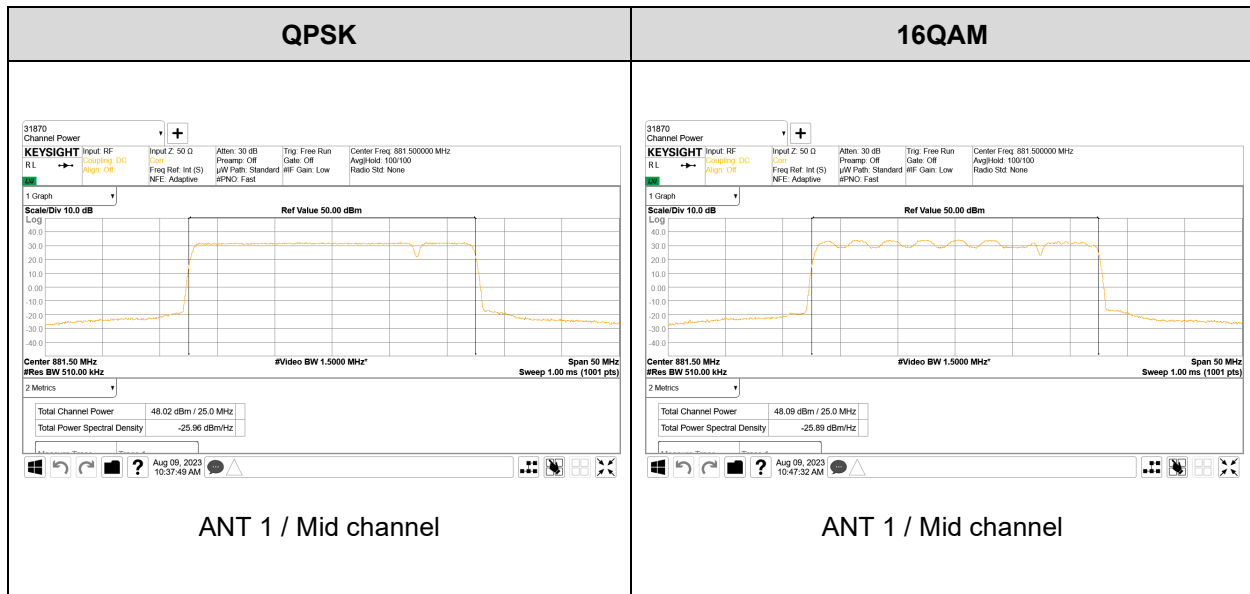 QPSK
16QAM
31870
Channel Power
+
KEYSIGHT Input: RF Input Z: 50 Ω Atten: 30 dB Trig: Free Run Center Freq: 881.500000 MHz
Coupling: DC Corr Preamp: Off Gate: Off Avg|Hold: 100/100
R L Align: Off Freq Ref: Int (S) µW Path: Standard #IF Gain: Low Radio Std: None
NFE: Adaptive #PNO: Fast
1 Graph
Scale/Div 10.0 dB Ref Value 50.00 dBm
Log
40.0
30.0
20.0
10.0
0.00
-10.0
-20.0
-30.0
-40.0
Center 881.50 MHz #Video BW 1.5000 MHz* Span 50 MHz
#Res BW 510.00 kHz Sweep 1.00 ms (1001 pts)
2 Metrics
Total Channel Power 48.02 dBm / 25.0 MHz
Total Power Spectral Density -25.96 dBm/Hz
? Aug 09, 2023
10:37:49 AM
ANT 1 / Mid channel
31870
Channel Power
+
KEYSIGHT Input: RF Input Z: 50 Ω Atten: 30 dB Trig: Free Run Center Freq: 881.500000 MHz
Coupling: DC Corr Preamp: Off Gate: Off Avg|Hold: 100/100
R L Align: Off Freq Ref: Int (S) µW Path: Standard #IF Gain: Low Radio Std: None
NFE: Adaptive #PNO: Fast
1 Graph
Scale/Div 10.0 dB Ref Value 50.00 dBm
Log
40.0
30.0
20.0
10.0
0.00
-10.0
-20.0
-30.0
-40.0
Center 881.50 MHz #Video BW 1.5000 MHz* Span 50 MHz
#Res BW 510.00 kHz Sweep 1.00 ms (1001 pts)
2 Metrics
Total Channel Power 48.09 dBm / 25.0 MHz
Total Power Spectral Density -25.89 dBm/Hz
? Aug 09, 2023
10:47:32 AM
ANT 1 / Mid channel